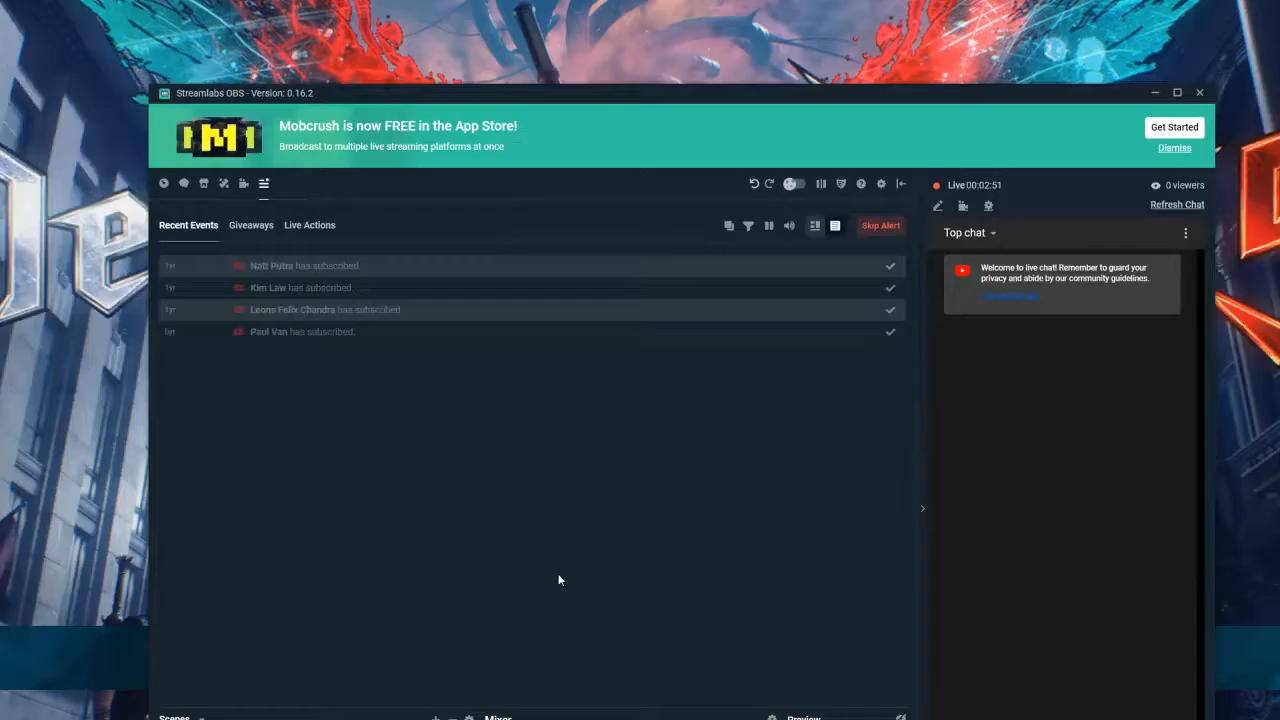 Streamlabs OBS - Version: 0.16.2
M
Mobcrush is now FREE in the App Store!
Broadcast to multiple live streaming platforms at once
Get Started
Dismiss
Live 00:02:51
0 viewers
Refresh Chat
Recent Events
Giveaways
Live Actions
Skip Alert
Top chat
1yr Natt Putra has subscribed.
1yr Kim Law has subscribed.
1yr Leons Felix Chandra has subscribed
Paul Van has subscribed.
Welcome to live chat! Remember to guard your
privacy and abide by our community guidelines.
Scenes
Mixer
Preview